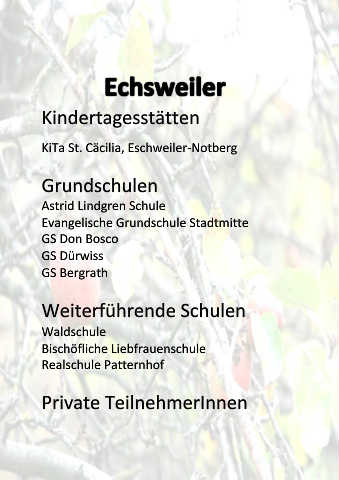 Echsweiler
Kindertagesstätten
KiTa St. Cäcilia, Eschweiler-Notberg
Grundschulen
Astrid Lindgren Schule
Evangelische Grundschule Stadtmitte
GS Don Bosco
GS Dürwiss
GS Bergrath
Weiterführende Schulen
Waldschule
Bischöfliche Liebfrauenschule
Realschule Patternhof
Private TeilnehmerInnen